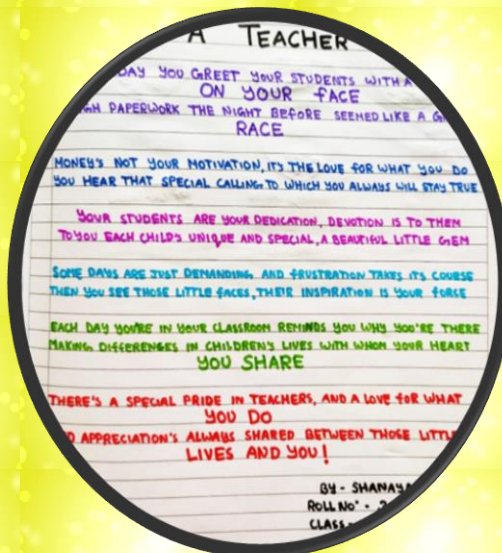 A TEACHER
DAY YOU GREET YOUR STUDENTS WITH A
ON YOUR FACE
PAPERWORK THE NIGHT BEFORE SEEMED LIKE A
RACE
MONEY'S NOT YOUR MOTIVATION, IT'S THE LOVE FOR WHAT YOU DO
YOU HEAR THAT SPECIAL CALLING, TO WHICH YOU ALWAYS WILL STAY TRUE
YOUR STUDENTS ARE YOUR DEDICATION, DEVOTION IS TO THEM
TO YOU EACH CHILD'S UNIQUE AND SPECIAL, A BEAUTIFUL LITTLE GEM
SOME DAYS ARE JUST DEMANDING, AND FRUSTRATION TAKES ITS COURSE
THEN YOU SEE THOSE LITTLE FACES, THEIR INSPIRATION IS YOUR FORCE
EACH DAY YOU'RE IN YOUR CLASSROOM REMINDS YOU WHY YOU'RE THERE
MAKING DIFFERENCES IN CHILDREN'S LIVES WITH WHOM YOUR HEART
YOU SHARE
THERE'S A SPECIAL PRIDE IN TEACHERS, AND A LOVE FOR WHAT
YOU DO
APPRECIATION'S ALWAYS SHARED BETWEEN THOSE LITTLE
LIVES AND YOU!
BY - SHANAYA
ROLL NO -
CLASS -